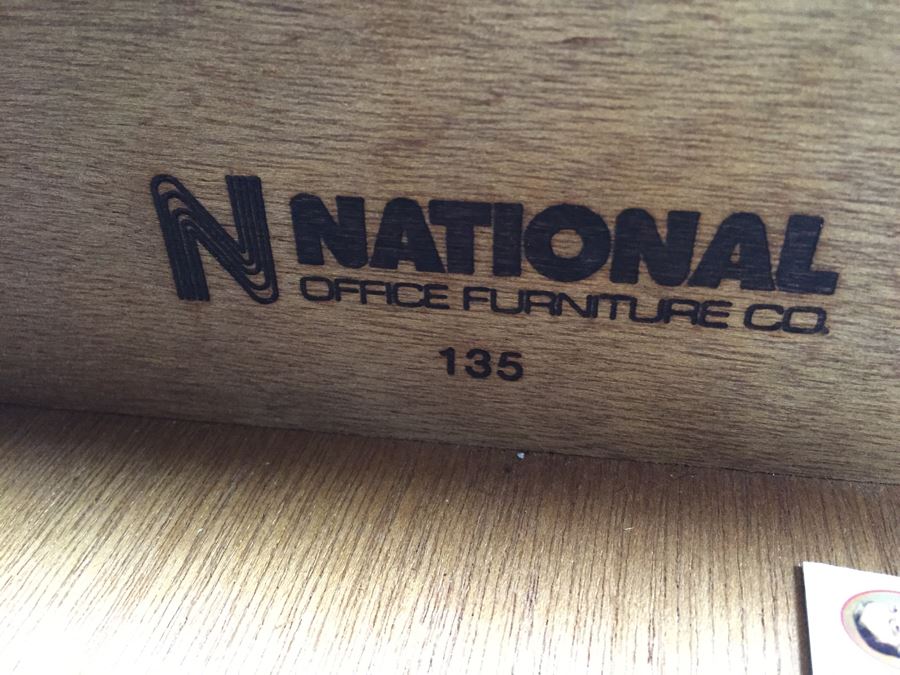 NATIONAL
OFFICE FURNITURE CO.
135